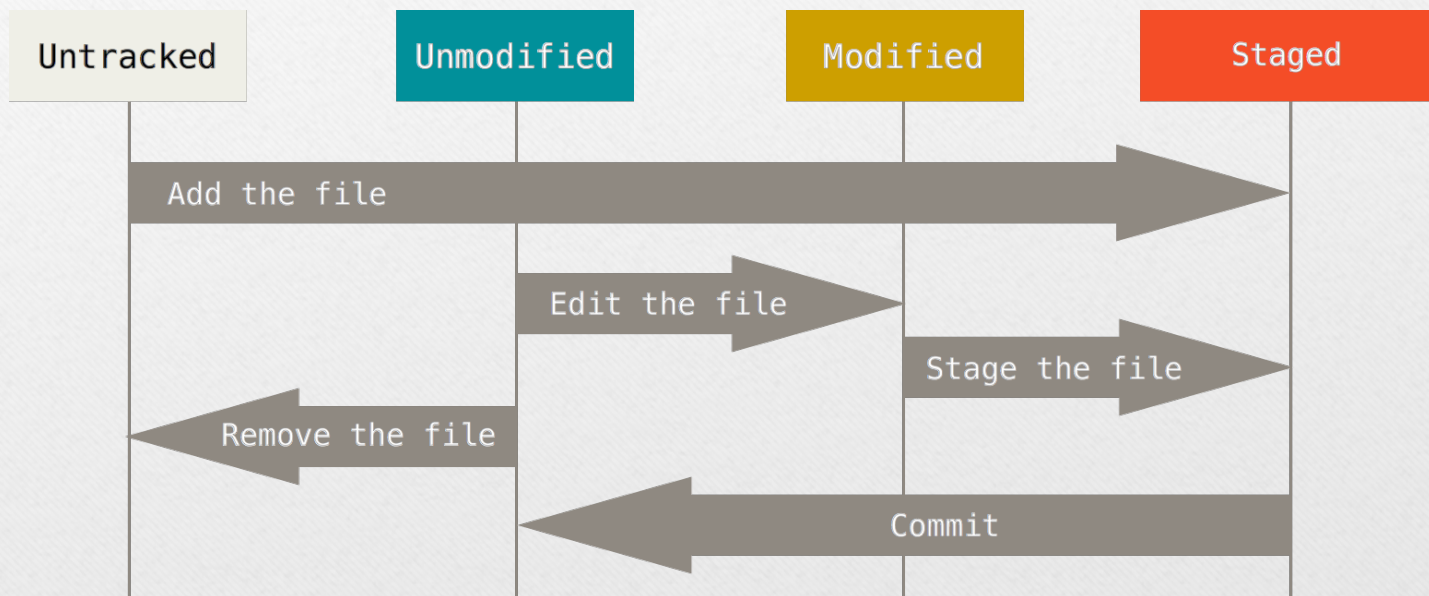 Untracked
Unmodified
Modified
Staged
Add the file
Edit the file
Stage the file
Remove the file
Commit